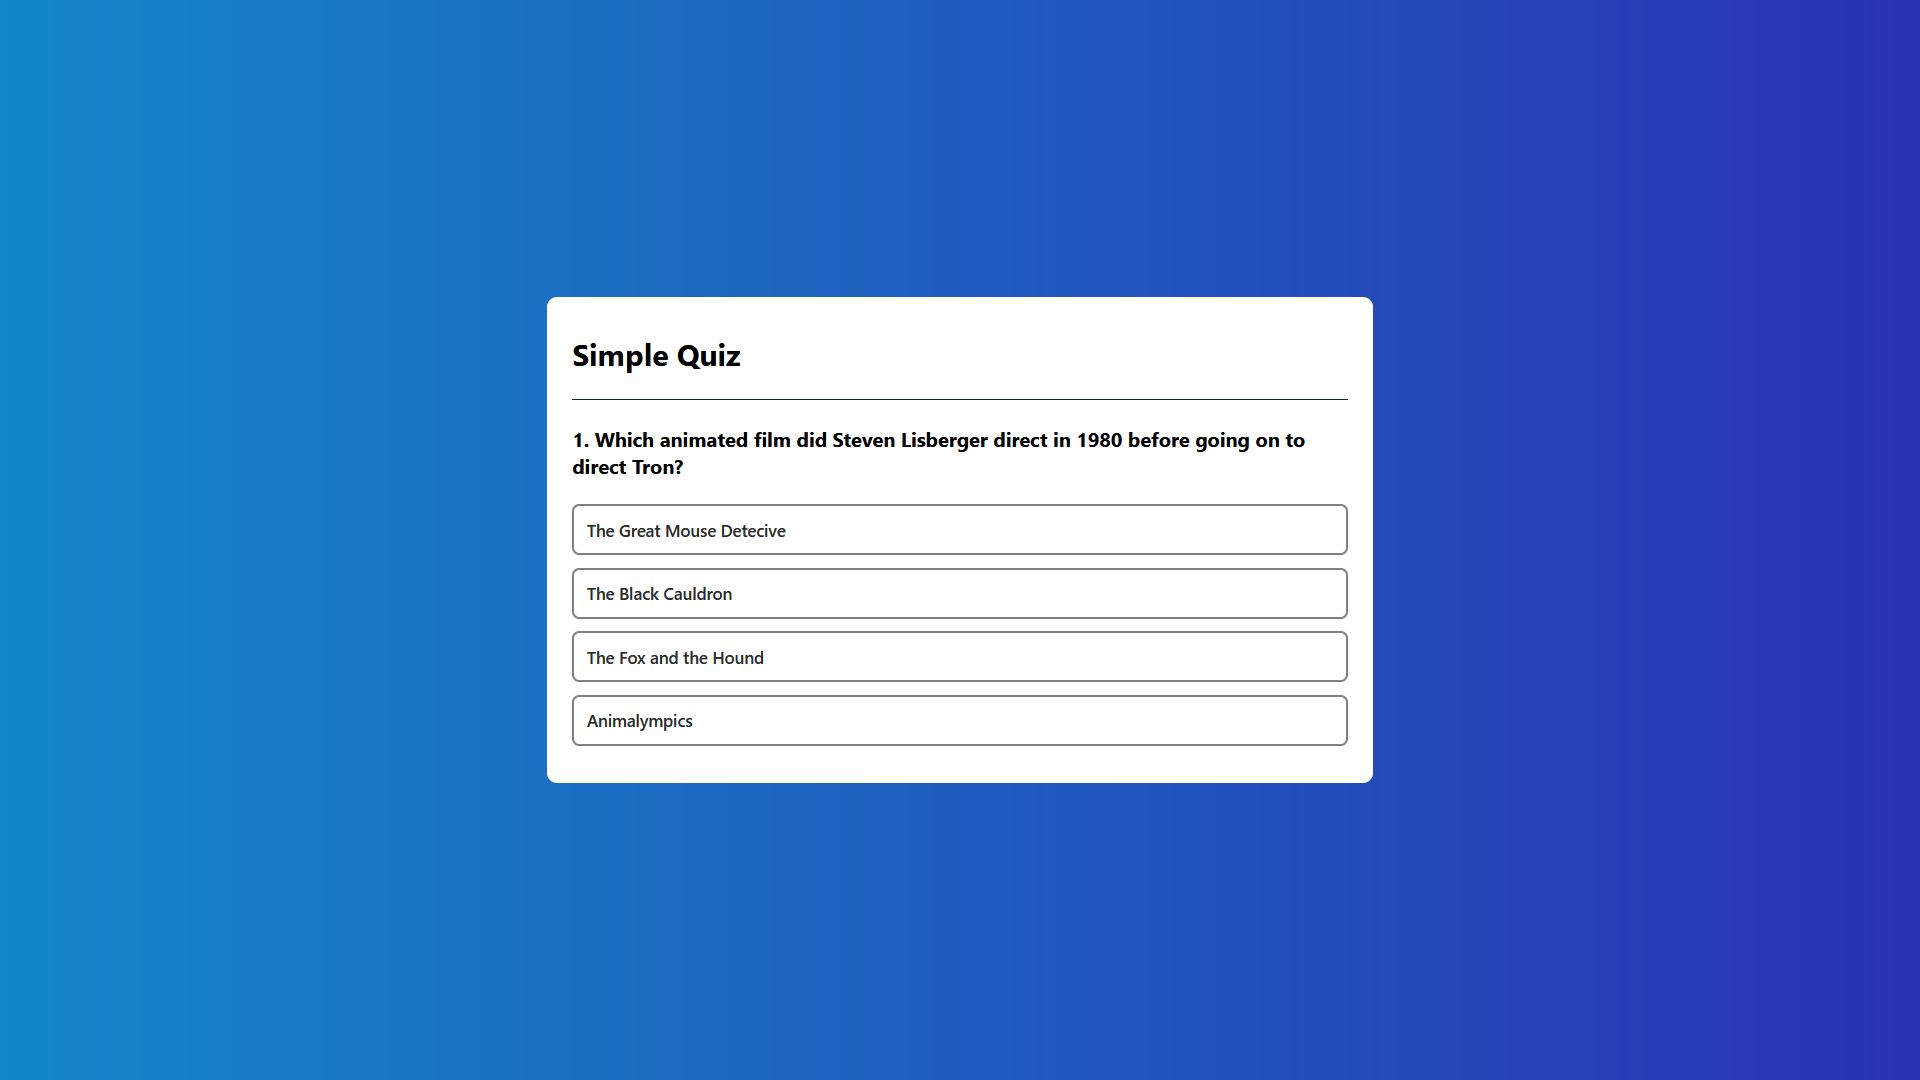 Simple Quiz
1. Which animated film did Steven Lisberger direct in 1980 before going on to
direct Tron?
The Great Mouse Detecive
The Black Cauldron
The Fox and the Hound
Animalympics